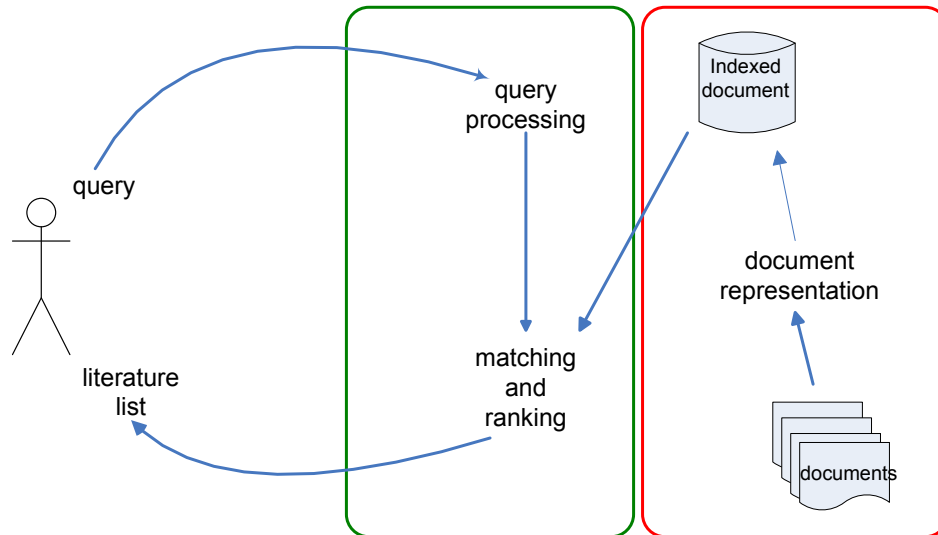 query
processing
Indexed
document
query
document
representation
matching
and
ranking
literature
list
documents